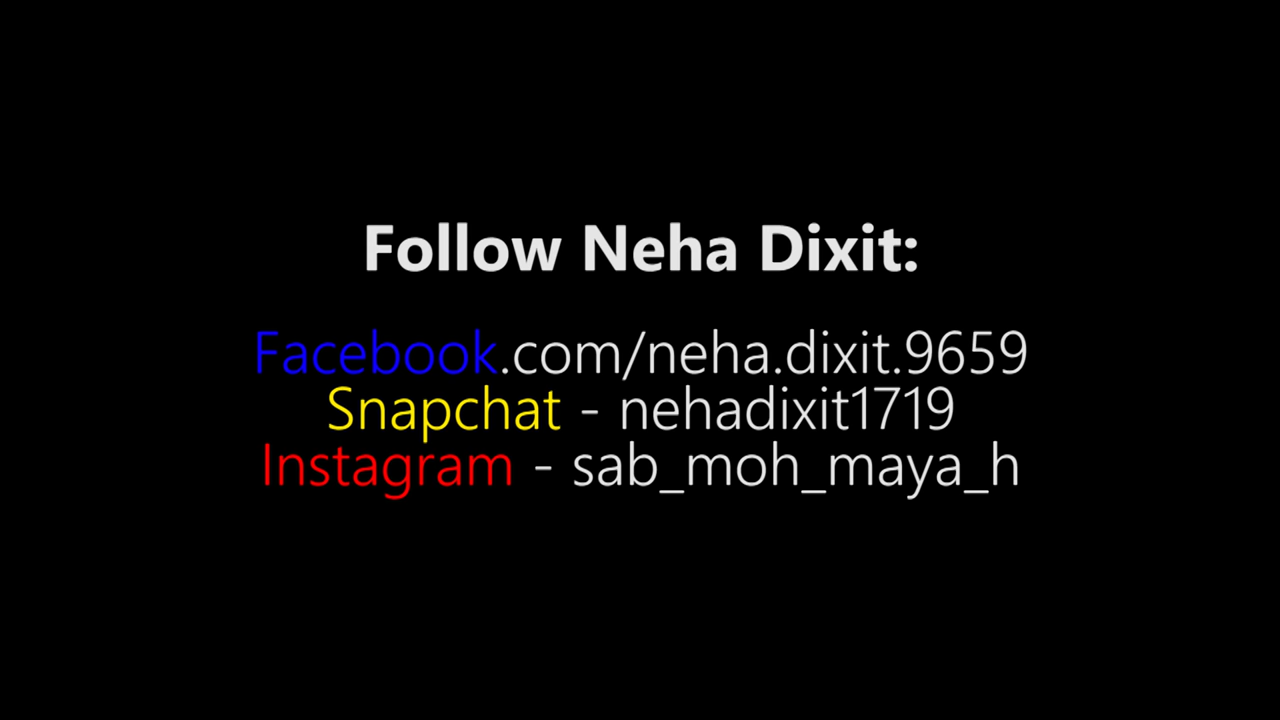 Follow Neha Dixit:
Facebook.com/neha.dixit.9659
Snapchat - nehadixit1719
Instagram - sab_moh_maya_h